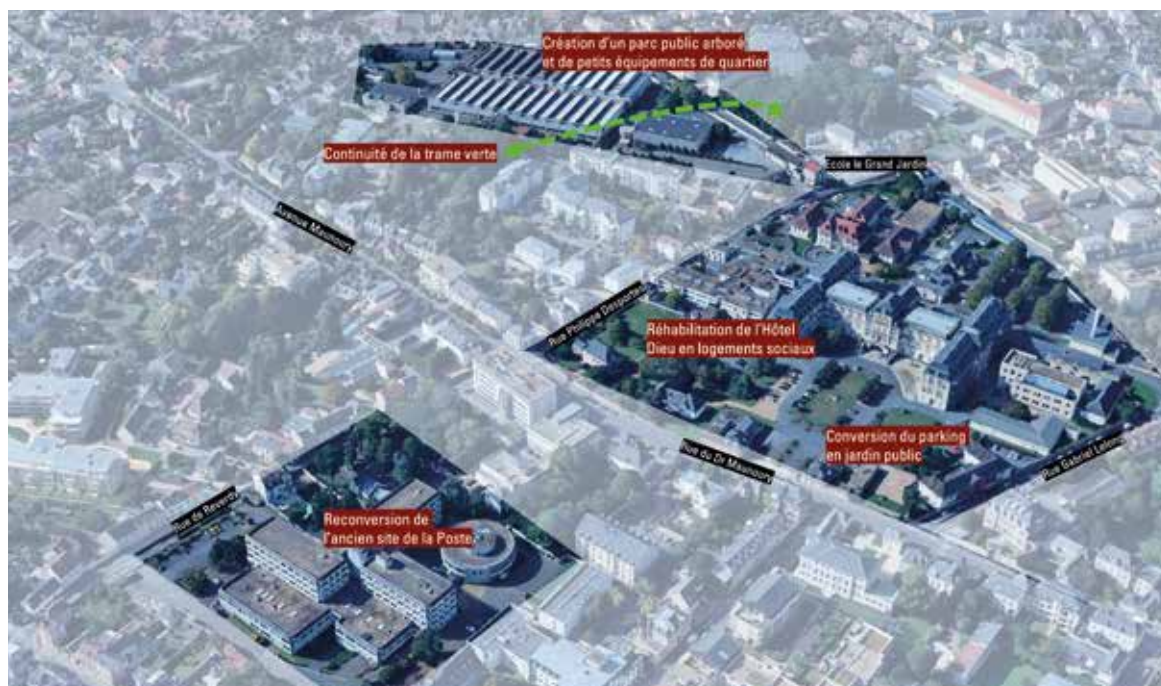 Création d'un parc public arboré
et de petits équipements de quartier
Continuité de la trame verte
Ecole le Grand Jardin
Avenue Maunoury
Rue Philippe Desportes
Réhabilitation de l'Hôtel
Dieu en logements sociaux
Conversion du parking
en jardin public
Rue du Dr Maunoury
Rue Gabriel Lelong
Rue de Reverdy
Reconversion de
l'ancien site de la Poste